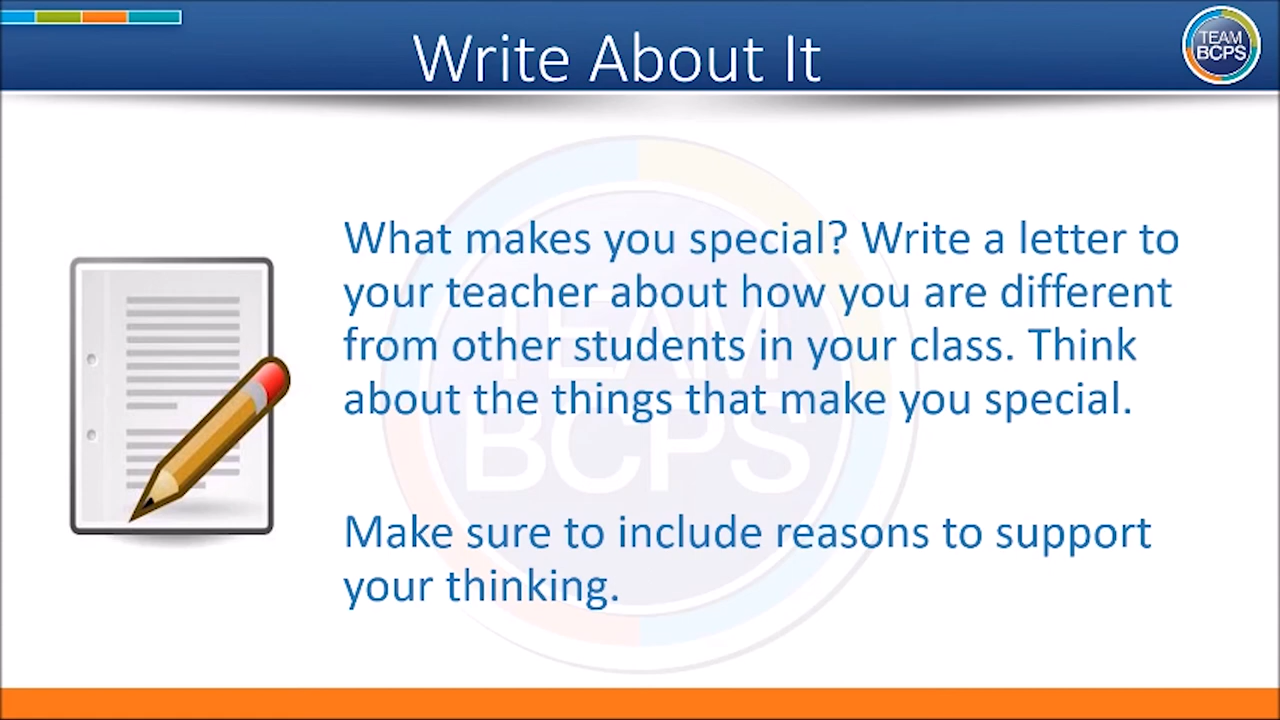 Write About It
TEAM
BCPS
What makes you special? Write a letter to
your teacher about how you are different
from other students in your class. Think
about the things that make you special.
Make sure to include reasons to support
your thinking.
TEAM
BCPS